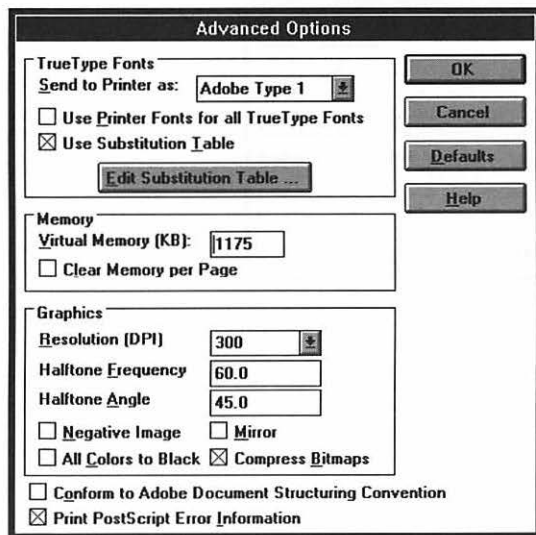 Advanced Options
TrueType Fonts
Send to Printer as: Adobe Type 1
Use Printer Fonts for all TrueType Fonts
Use Substitution Table
Edit Substitution Table ...
OK
Cancel
Defaults
Help
Memory
Virtual Memory (KB): 1175
Clear Memory per Page
Graphics
Resolution (DPI) 300
Halftone Frequency 60.0
Halftone Angle 45.0
Negative Image Mirror
All Colors to Black Compress Bitmaps
Conform to Adobe Document Structuring Convention
Print PostScript Error Information